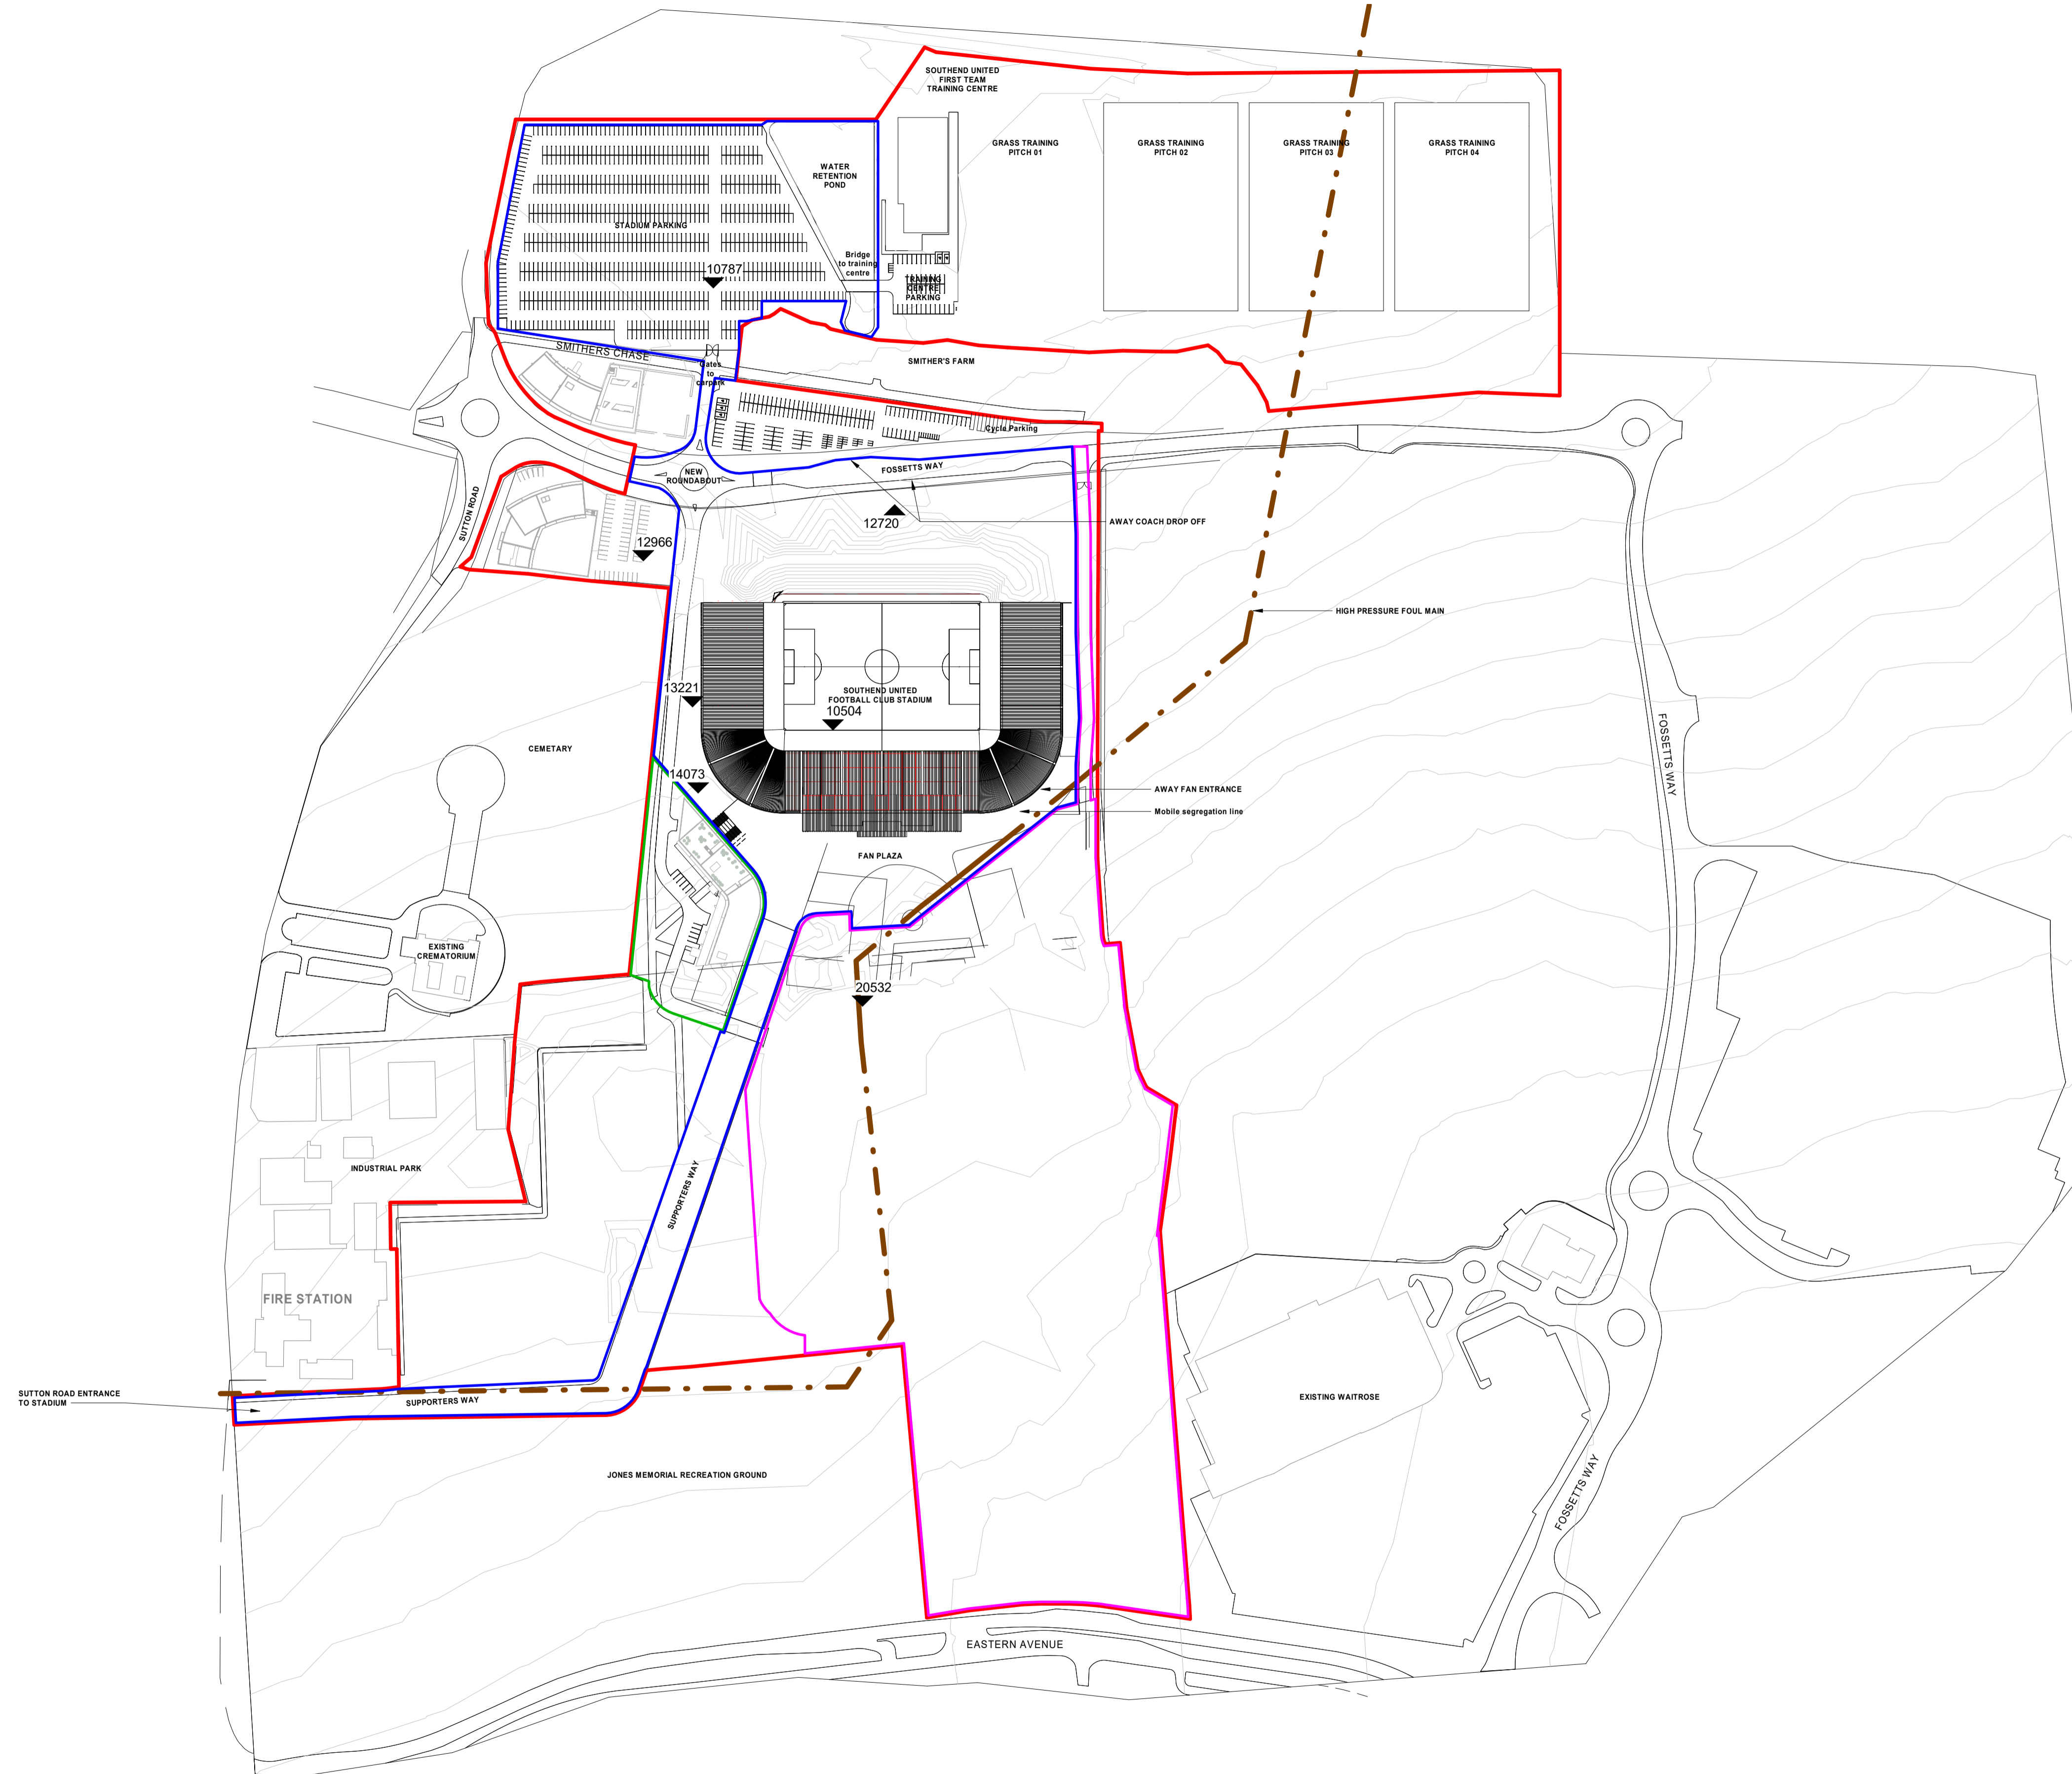 SOUTHEND UNITED
FIRST TEAM
TRAINING CENTRE
GRASS TRAINING
PITCH 01
GRASS TRAINING
PITCH 02
GRASS TRAINING
PITCH 03
GRASS TRAINING
PITCH 04
WATER
RETENTION
POND
STADIUM PARKING
Bridge
to training
centre
10787
TRAINING
CENTRE
PARKING
SMITHERS CHASE
Gates
to
carpark
SMITHER'S FARM
Cycle Parking
FOSSETTS WAY
NEW
ROUNDABOUT
SUTTON ROAD
12720
AWAY COACH DROP OFF
12966
HIGH PRESSURE FOUL MAIN
13221
SOUTHEND UNITED
FOOTBALL CLUB STADIUM
10504
CEMETARY
FOSSETTS WAY
14073
AWAY FAN ENTRANCE
Mobile segregation line
FAN PLAZA
EXISTING
CREMATORIUM
20532
INDUSTRIAL PARK
SUPPORTERS WAY
FIRE STATION
SUTTON ROAD ENTRANCE
TO STADIUM
SUPPORTERS WAY
EXISTING WAITROSE
JONES MEMORIAL RECREATION GROUND
FOSSETTS WAY
EASTERN AVENUE